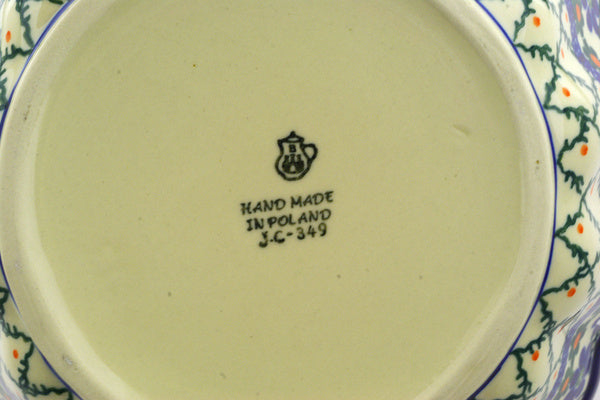 B
HAND MADE
IN POLAND
J.C-349